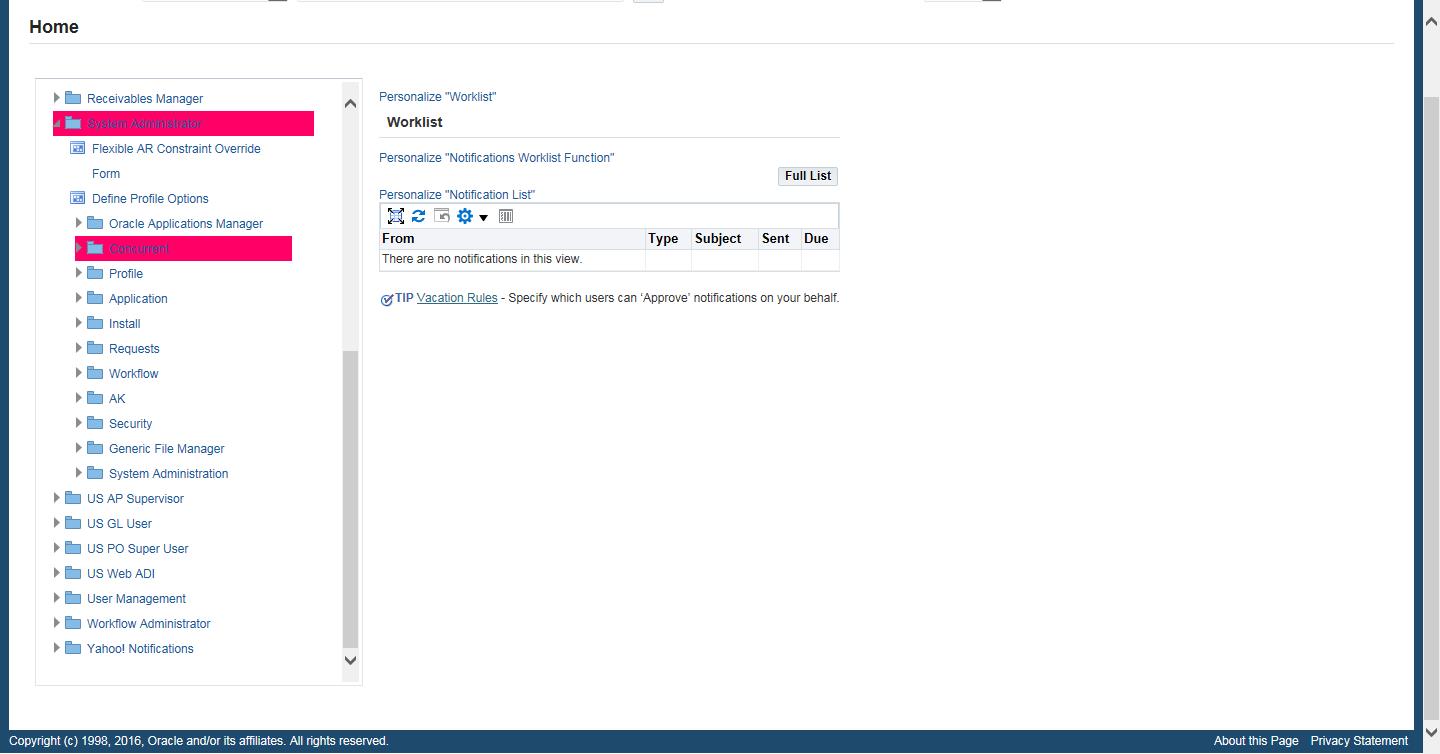 Home
Receivables Manager
System Administrator
Flexible AR Constraint Override
Form
Define Profile Options
Oracle Applications Manager
Concurrent
Profile
Application
Install
Requests
Workflow
AK
Security
Generic File Manager
System Administration
US AP Supervisor
US GL User
US PO Super User
US Web ADI
User Management
Workflow Administrator
Yahoo! Notifications
Personalize "Worklist"
Worklist
Personalize "Notifications Worklist Function"
Full List
Personalize "Notification List"
From Type Subject Sent Due
There are no notifications in this view.
TIP Vacation Rules - Specify which users can ‘Approve’ notifications on your behalf.
Copyright (c) 1998, 2016, Oracle and/or its affiliates. All rights reserved.
About this Page Privacy Statement